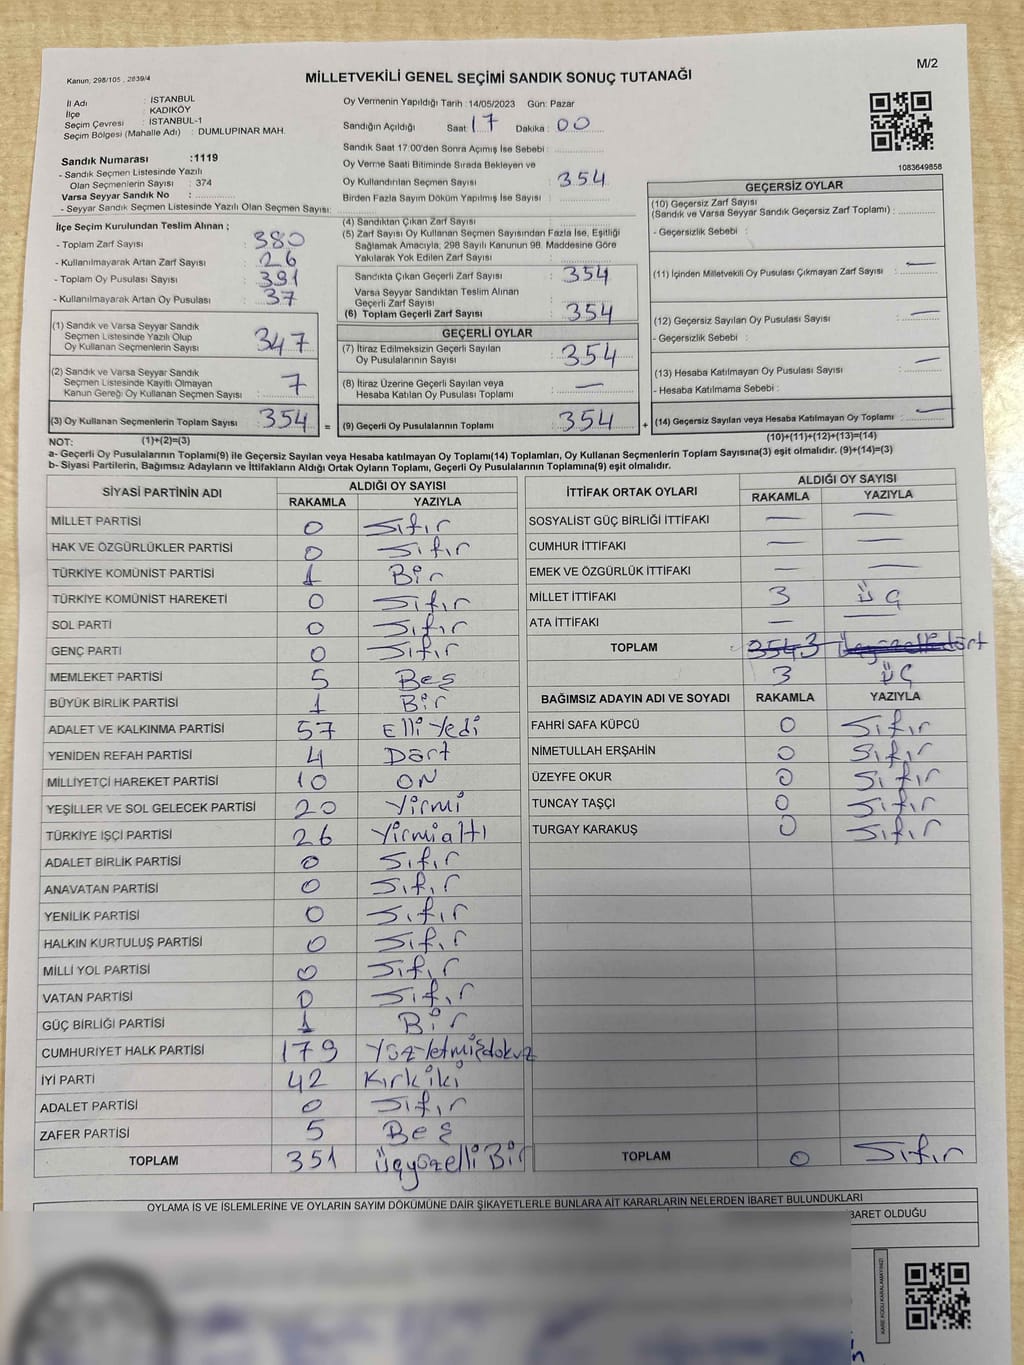 Kanun, 298/105 , 2839/4
MİLLETVEKİLİ GENEL SEÇİMİ SANDIK SONUÇ TUTANAĞI
M/2
İl Adı : İSTANBUL
İlçe : KADIKÖY
Seçim Çevresi : İSTANBUL-1
Seçim Bölgesi (Mahalle Adı) : DUMLUPINAR MAH.
Sandık Numarası :1119
- Sandık Seçmen Listesinde Yazılı
Olan Seçmenlerin Sayısı : 374
Varsa Seyyar Sandık No :
- Seyyar Sandık Seçmen Listesinde Yazılı Olan Seçmen Sayısı:
Oy Vermenin Yapıldığı Tarih : 14/05/2023 Gün: Pazar
Sandığın Açıldığı Saat : 17 Dakika : 00
Sandık Saat 17:00'den Sonra Açımış İse Sebebi :
Oy Verme Saati Bitiminde Sırada Bekleyen ve
Oy Kullandırılan Seçmen Sayısı : 354
Birden Fazla Sayım Döküm Yapılmış İse Sayısı :
1083649858
İlçe Seçim Kurulundan Teslim Alınan ;
- Toplam Zarf Sayısı : 380
- Kullanılmayarak Artan Zarf Sayısı : 26
- Toplam Oy Pusulası Sayısı : 391
- Kullanılmayarak Artan Oy Pusulası : 37
(1) Sandık ve Varsa Seyyar Sandık
Seçmen Listesinde Yazılı Olup
Oy Kullanan Seçmenlerin Sayısı : 347
(2) Sandık ve Varsa Seyyar Sandık
Seçmen Listesinde Kayıtlı Olmayan
Kanun Gereği Oy Kullanan Seçmen Sayısı : 7
(3) Oy Kullanan Seçmenlerin Toplam Sayısı : 354 =
(4) Sandıktan Çıkan Zarf Sayısı :
(5) Zarf Sayısı Oy Kullanan Seçmen Sayısından Fazla İse, Eşitliği
Sağlamak Amacıyla, 298 Sayılı Kanunun 98. Maddesine Göre
Yakılarak Yok Edilen Zarf Sayısı :
Sandıkta Çıkan Geçerli Zarf Sayısı : 354
Varsa Seyyar Sandıktan Teslim Alınan
Geçerli Zarf Sayısı :
(6) Toplam Geçerli Zarf Sayısı : 354
GEÇERLİ OYLAR
(7) İtiraz Edilmeksizin Geçerli Sayılan
Oy Pusulalarının Sayısı : 354
(8) İtiraz Üzerine Geçerli Sayılan veya
Hesaba Katılan Oy Pusulası Toplamı : —
(9) Geçerli Oy Pusulalarının Toplamı : 354 +
GEÇERSİZ OYLAR
(10) Geçersiz Zarf Sayısı
(Sandık ve Varsa Seyyar Sandık Geçersiz Zarf Toplamı) :
- Geçersizlik Sebebi :
(11) İçinden Milletvekili Oy Pusulası Çıkmayan Zarf Sayısı : —
(12) Geçersiz Sayılan Oy Pusulası Sayısı : —
- Geçersizlik Sebebi :
(13) Hesaba Katılmayan Oy Pusulası Sayısı : —
- Hesaba Katılmama Sebebi :
(14) Geçersiz Sayılan veya Hesaba Katılmayan Oy Toplamı : —
NOT: (1)+(2)=(3) (10)+(11)+(12)+(13)=(14)
a- Geçerli Oy Pusulalarının Toplamı(9) ile Geçersiz Sayılan veya Hesaba katılmayan Oy Toplamı(14) Toplamları, Oy Kullanan Seçmenlerin Toplam Sayısına(3) eşit olmalıdır. (9)+(14)=(3)
b- Siyasi Partilerin, Bağımsız Adayların ve İttifakların Aldığı Ortak Oyların Toplamı, Geçerli Oy Pusulalarının Toplamına(9) eşit olmalıdır.
SİYASİ PARTİNİN ADI ALDIĞI OY SAYISI
RAKAMLA YAZIYLA
MİLLET PARTİSİ 0 Sıfır
HAK VE ÖZGÜRLÜKLER PARTİSİ 0 Sıfır
TÜRKİYE KOMÜNİST PARTİSİ 1 Bir
TÜRKİYE KOMÜNİST HAREKETİ 0 Sıfır
SOL PARTİ 0 Sıfır
GENÇ PARTİ 0 Sıfır
MEMLEKET PARTİSİ 5 Beş
BÜYÜK BİRLİK PARTİSİ 1 Bir
ADALET VE KALKINMA PARTİSİ 57 Elli Yedi
YENİDEN REFAH PARTİSİ 4 Dört
MİLLİYETÇİ HAREKET PARTİSİ 10 ON
YEŞİLLER VE SOL GELECEK PARTİSİ 20 Yirmi
TÜRKİYE İŞÇİ PARTİSİ 26 Yirmialtı
ADALET BİRLİK PARTİSİ 0 Sıfır
ANAVATAN PARTİSİ 0 Sıfır
YENİLİK PARTİSİ 0 Sıfır
HALKIN KURTULUŞ PARTİSİ 0 Sıfır
MİLLİ YOL PARTİSİ 0 Sıfır
VATAN PARTİSİ 0 Sıfır
GÜÇ BİRLİĞİ PARTİSİ 1 Bir
CUMHURİYET HALK PARTİSİ 179 Yüzyetmişdokuz
İYİ PARTİ 42 Kırkiki
ADALET PARTİSİ 0 Sıfır
ZAFER PARTİSİ 5 Beş
TOPLAM 351 üçyüzelli Bir
İTTİFAK ORTAK OYLARI ALDIĞI OY SAYISI
RAKAMLA YAZIYLA
SOSYALİST GÜÇ BİRLİĞİ İTTİFAKI — —
CUMHUR İTTİFAKI — —
EMEK VE ÖZGÜRLÜK İTTİFAKI — —
MİLLET İTTİFAKI 3 üç
ATA İTTİFAKI — —
TOPLAM 3543 Üçyüzellidört
3 üç
BAĞIMSIZ ADAYIN ADI VE SOYADI RAKAMLA YAZIYLA
FAHRİ SAFA KÜPCÜ 0 Sıfır
NİMETULLAH ERŞAHİN 0 Sıfır
ÜZEYFE OKUR 0 Sıfır
TUNCAY TAŞÇI 0 Sıfır
TURGAY KARAKUŞ 0 Sıfır
TOPLAM 0 Sıfır
OYLAMA İŞ VE İŞLEMLERİNE VE OYLARIN SAYIM DÖKÜMÜNE DAİR ŞİKAYETLERLE BUNLARA AİT KARARLARIN NELERDEN İBARET BULUNDUKLARI
BARET OLDUĞU
KARE KODU KARALAMAYINIZ!